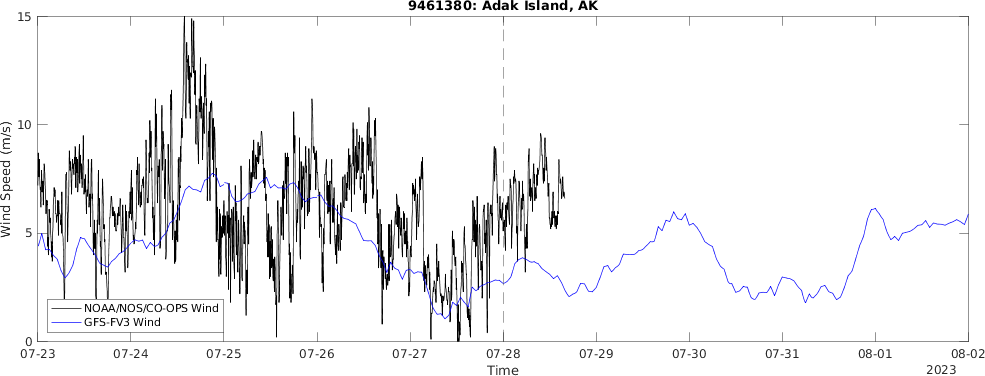 9461380: Adak Island, AK
15
10
5
0
Wind Speed (m/s)
NOAA/NOS/CO-OPS Wind
GFS-FV3 Wind
07-23 07-24 07-25 07-26 07-27 07-28 07-29 07-30 07-31 08-01 08-02
Time
2023